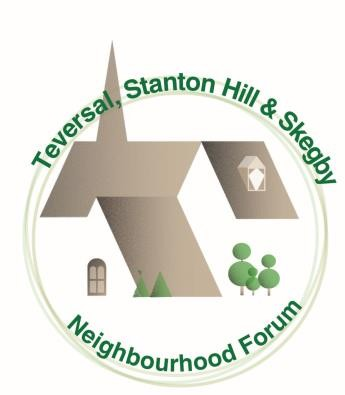 Teversal, Stanton Hill & Skegby
Neighbourhood Forum